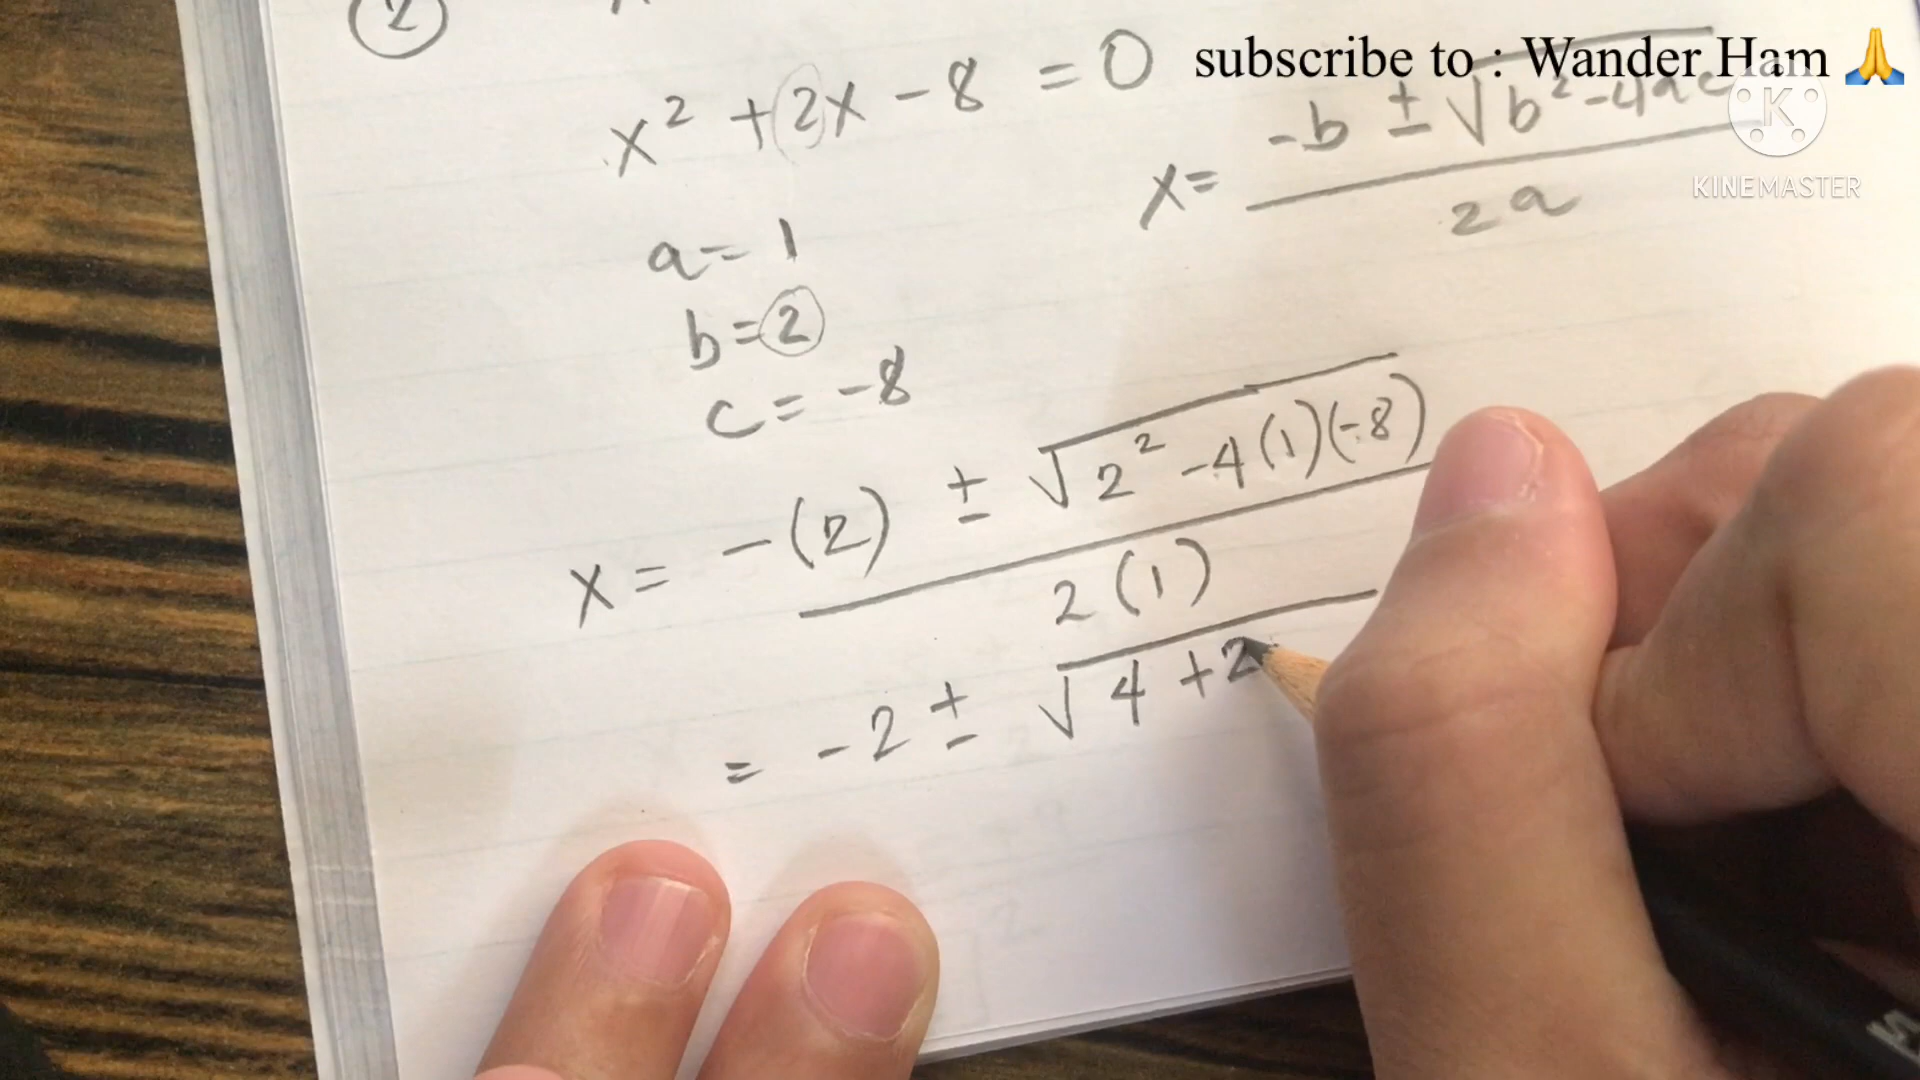 subscribe to : Wander Ham 🙏
2
x² + 2x - 8 = 0
x = -b ± √b² - 4ac
2a
KINEMASTER
a = 1
b = 2
c = -8
x = -(2) ± √2² - 4(1)(-8)
2(1)
= -2 ± √4 +